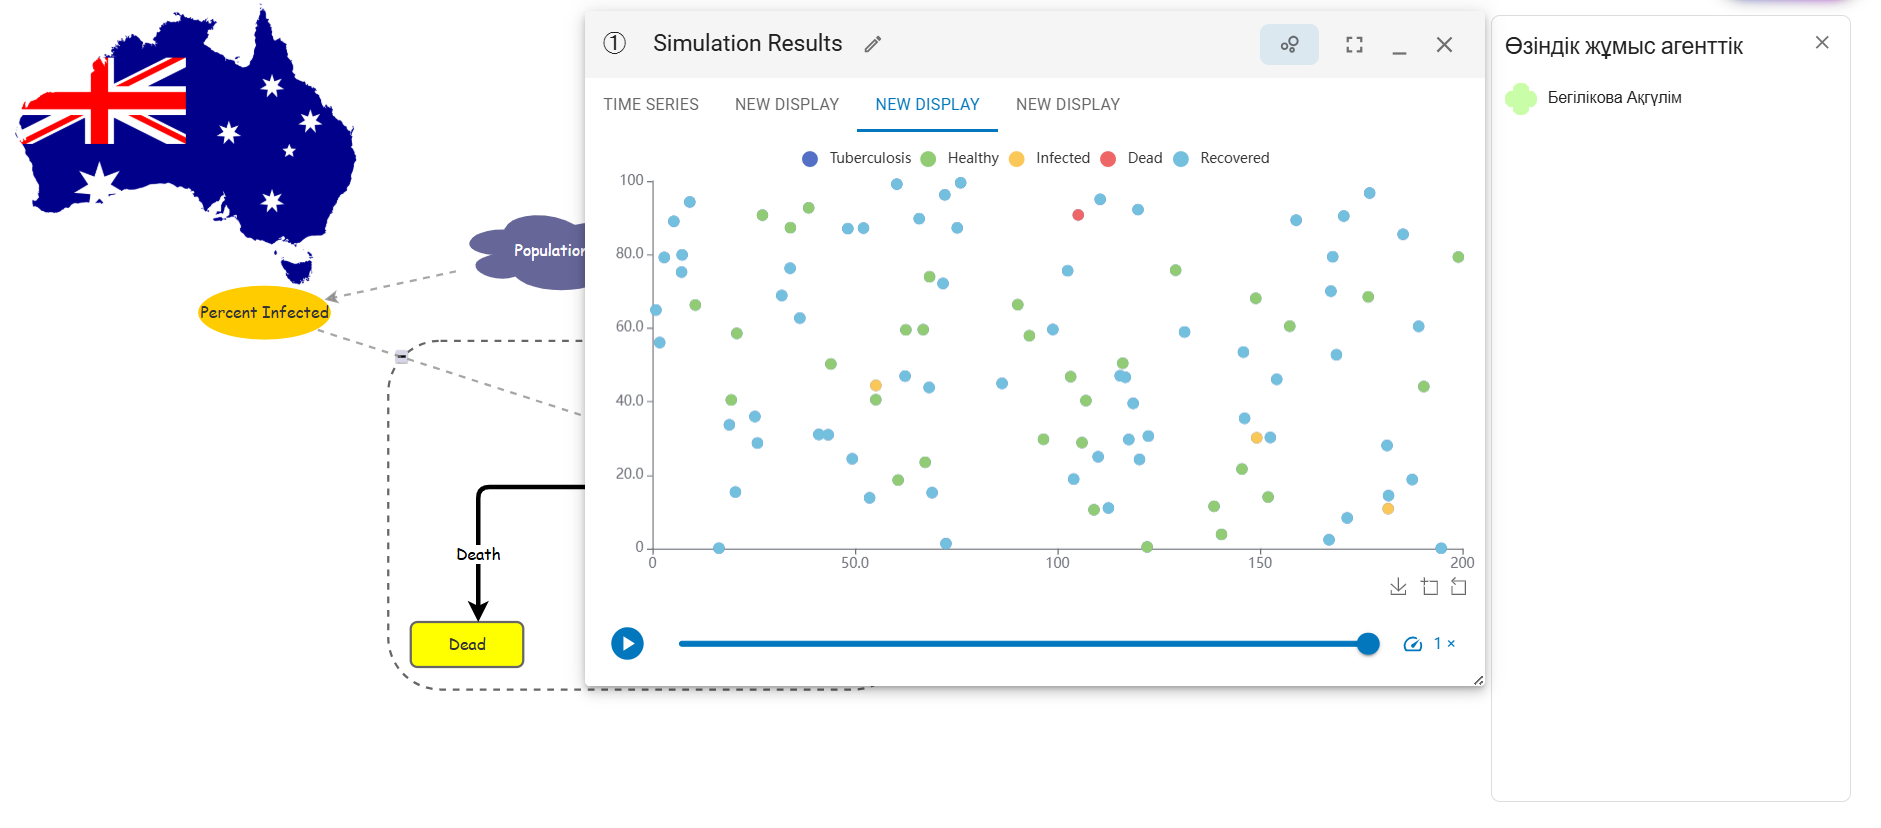 Population
Percent Infected
Death
Dead
1 Simulation Results
TIME SERIES NEW DISPLAY NEW DISPLAY NEW DISPLAY
Tuberculosis Healthy Infected Dead Recovered
100
80.0
60.0
40.0
20.0
0
0 50.0 100 150 200
1 ×
Өзіндік жұмыс агенттік
Бегілікова Ақгүлім